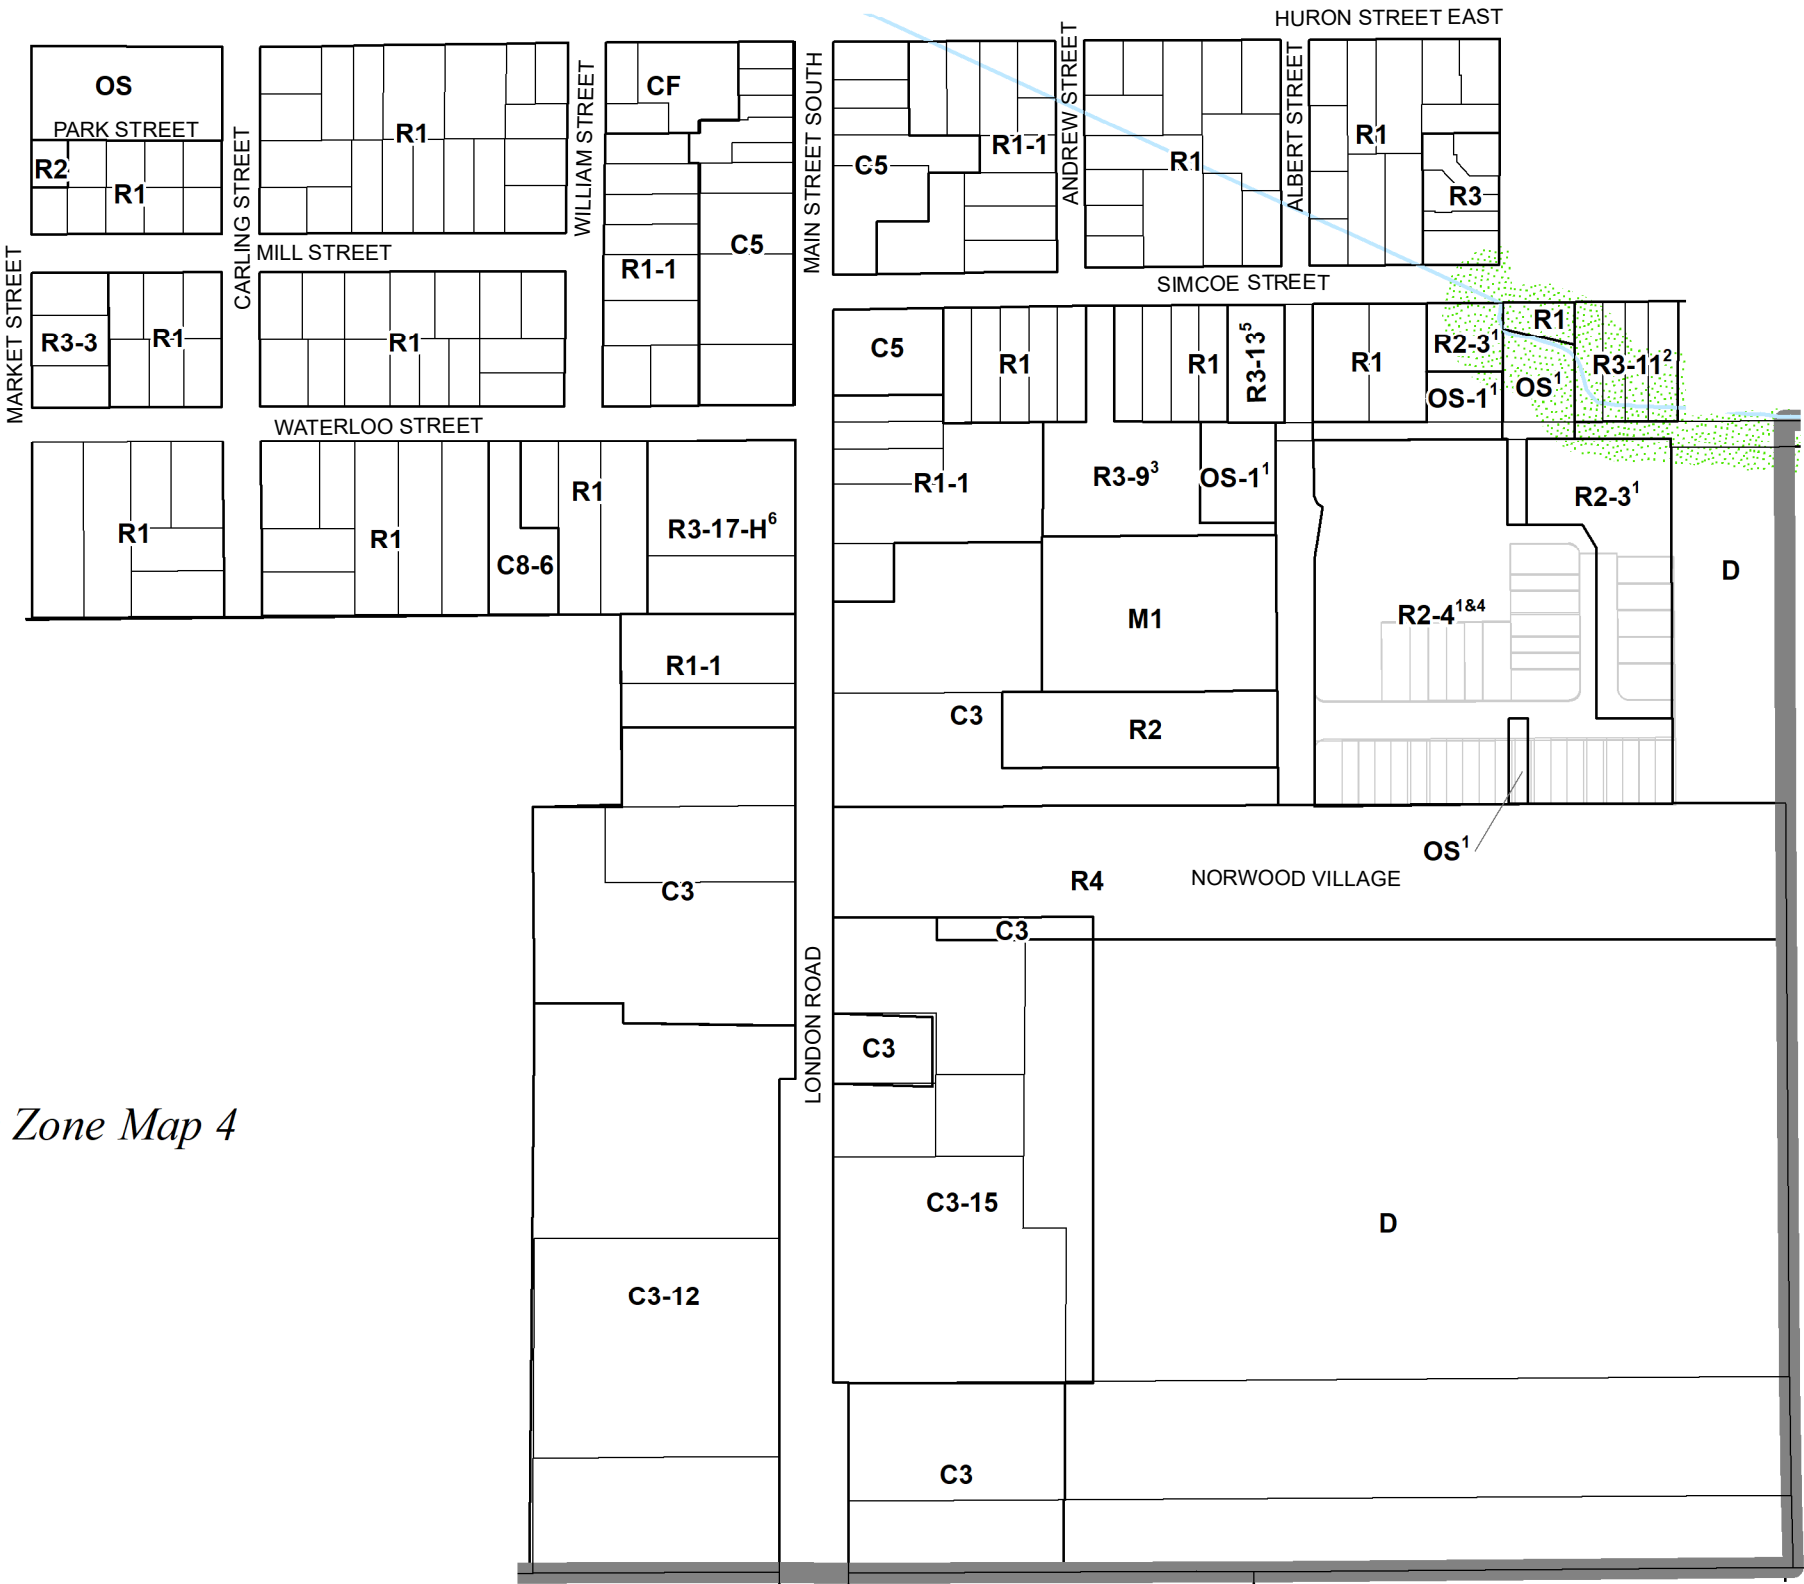 HURON STREET EAST
OS
CF
PARK STREET
R1
R1-1
R1
R1
R2
R1
C5
R3
CARLING STREET
WILLIAM STREET
MAIN STREET SOUTH
ANDREW STREET
ALBERT STREET
MILL STREET
R1-1
C5
SIMCOE STREET
MARKET STREET
R3-3
R1
R1
C5
R1
R1
R3-13⁵
R1
R2-3¹
R1
OS-1¹
OS¹
R3-11²
WATERLOO STREET
R1
R1
C8-6
R1
R3-17-H⁶
R1-1
R3-9³
OS-1¹
R2-3¹
D
M1
R2-4¹&⁴
R1-1
C3
R2
OS¹
C3
R4
NORWOOD VILLAGE
C3
LONDON ROAD
C3
Zone Map 4
C3-15
D
C3-12
C3